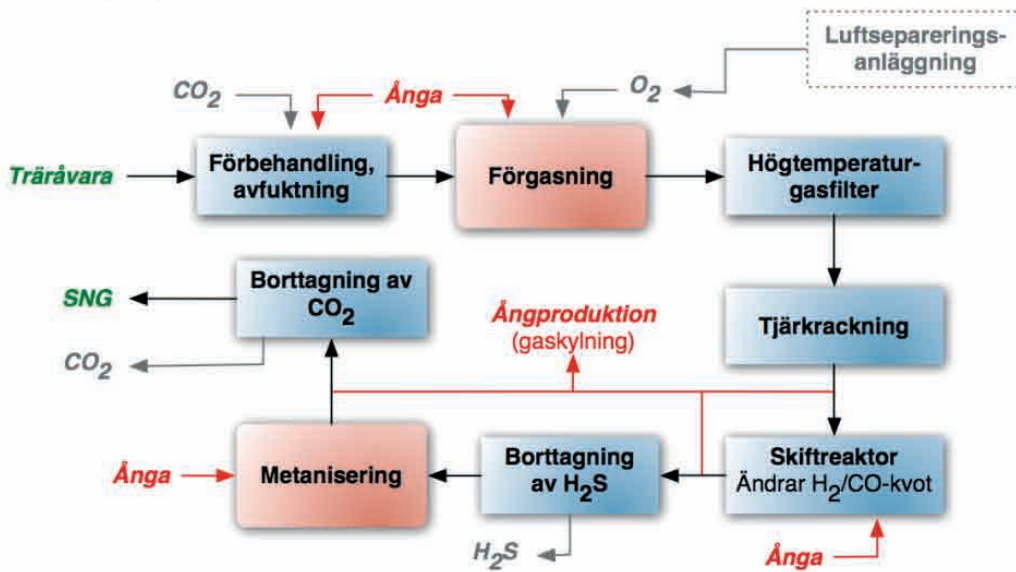 Luftseparerings-
anläggning
CO2
Ånga
O2
Träråvara
Förbehandling,
avfuktning
Förgasning
Högtemperatur-
gasfilter
SNG
Borttagning av
CO2
Ångproduktion
(gaskylning)
Tjärkrackning
CO2
Ånga
Metanisering
Borttagning
av H2S
Skiftreaktor
Ändrar H2/CO-kvot
H2S
Ånga